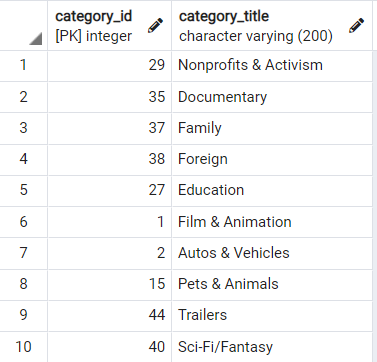 category_id category_title
[PK] integer character varying (200)
1 29 Nonprofits & Activism
2 35 Documentary
3 37 Family
4 38 Foreign
5 27 Education
6 1 Film & Animation
7 2 Autos & Vehicles
8 15 Pets & Animals
9 44 Trailers
10 40 Sci-Fi/Fantasy